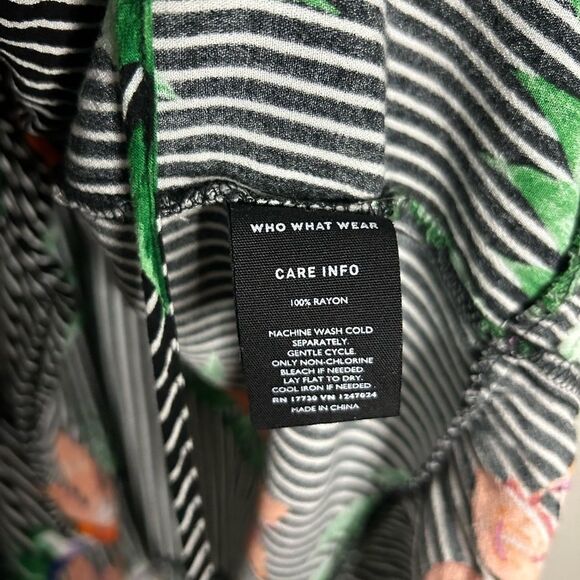 WHO WHAT WEAR
CARE INFO
100% RAYON
MACHINE WASH COLD
SEPARATELY.
GENTLE CYCLE.
ONLY NON-CHLORINE
BLEACH IF NEEDED.
LAY FLAT TO DRY.
COOL IRON IF NEEDED.
RN 17730 VN 1247024
MADE IN CHINA